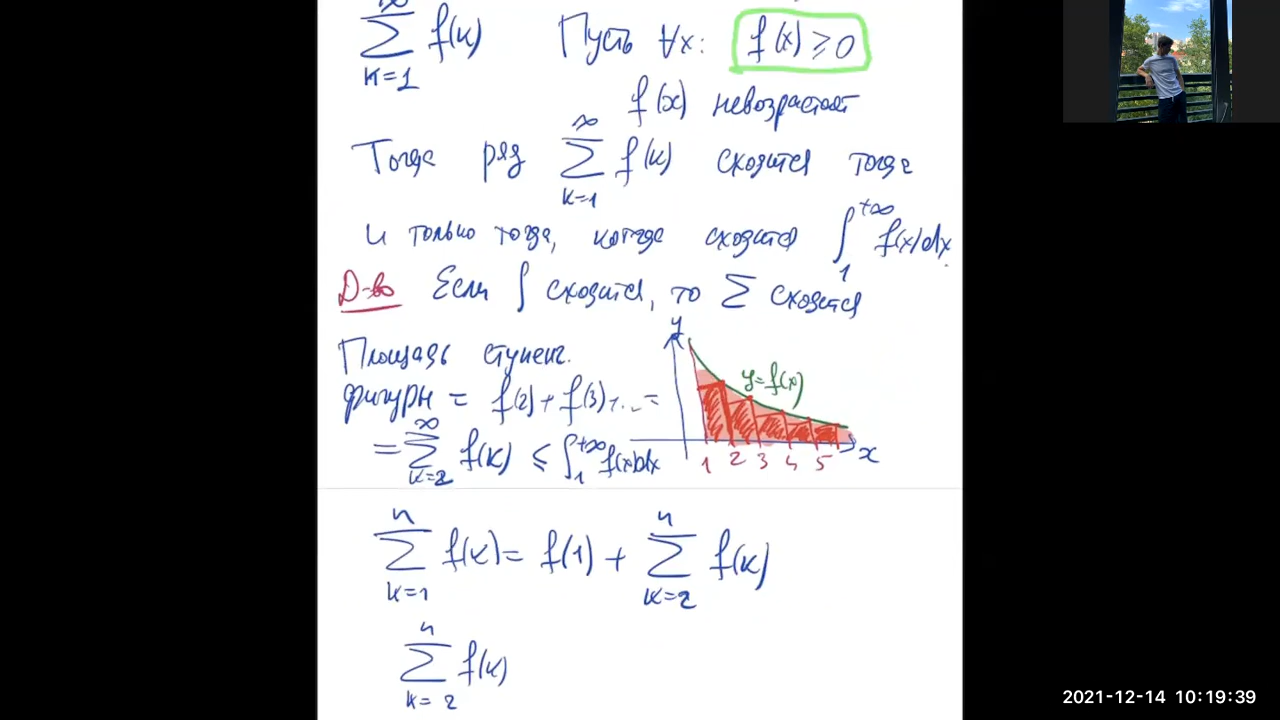 ∞
∑ f(k) Пусть ∀x: f(x) ≥ 0
k=1
f(x) невозрастает
Тогда ряд ∞∑k=1 f(k) сходится тогда
и только тогда, когда сходится ∫₁^{+∞} f(x)dx.
Д-во Если ∫ сходится, то ∑ сходится
Площадь ступенч.
фигуры = f(2) + f(3) + ... =
= ∞∑k=2 f(k) ≤ ∫₁^{+∞} f(x)dx
y
y=f(x)
1 2 3 4 5 x
n∑k=1 f(k) = f(1) + n∑k=2 f(k)
n∑k=2 f(k)
2021-12-14 10:19:39